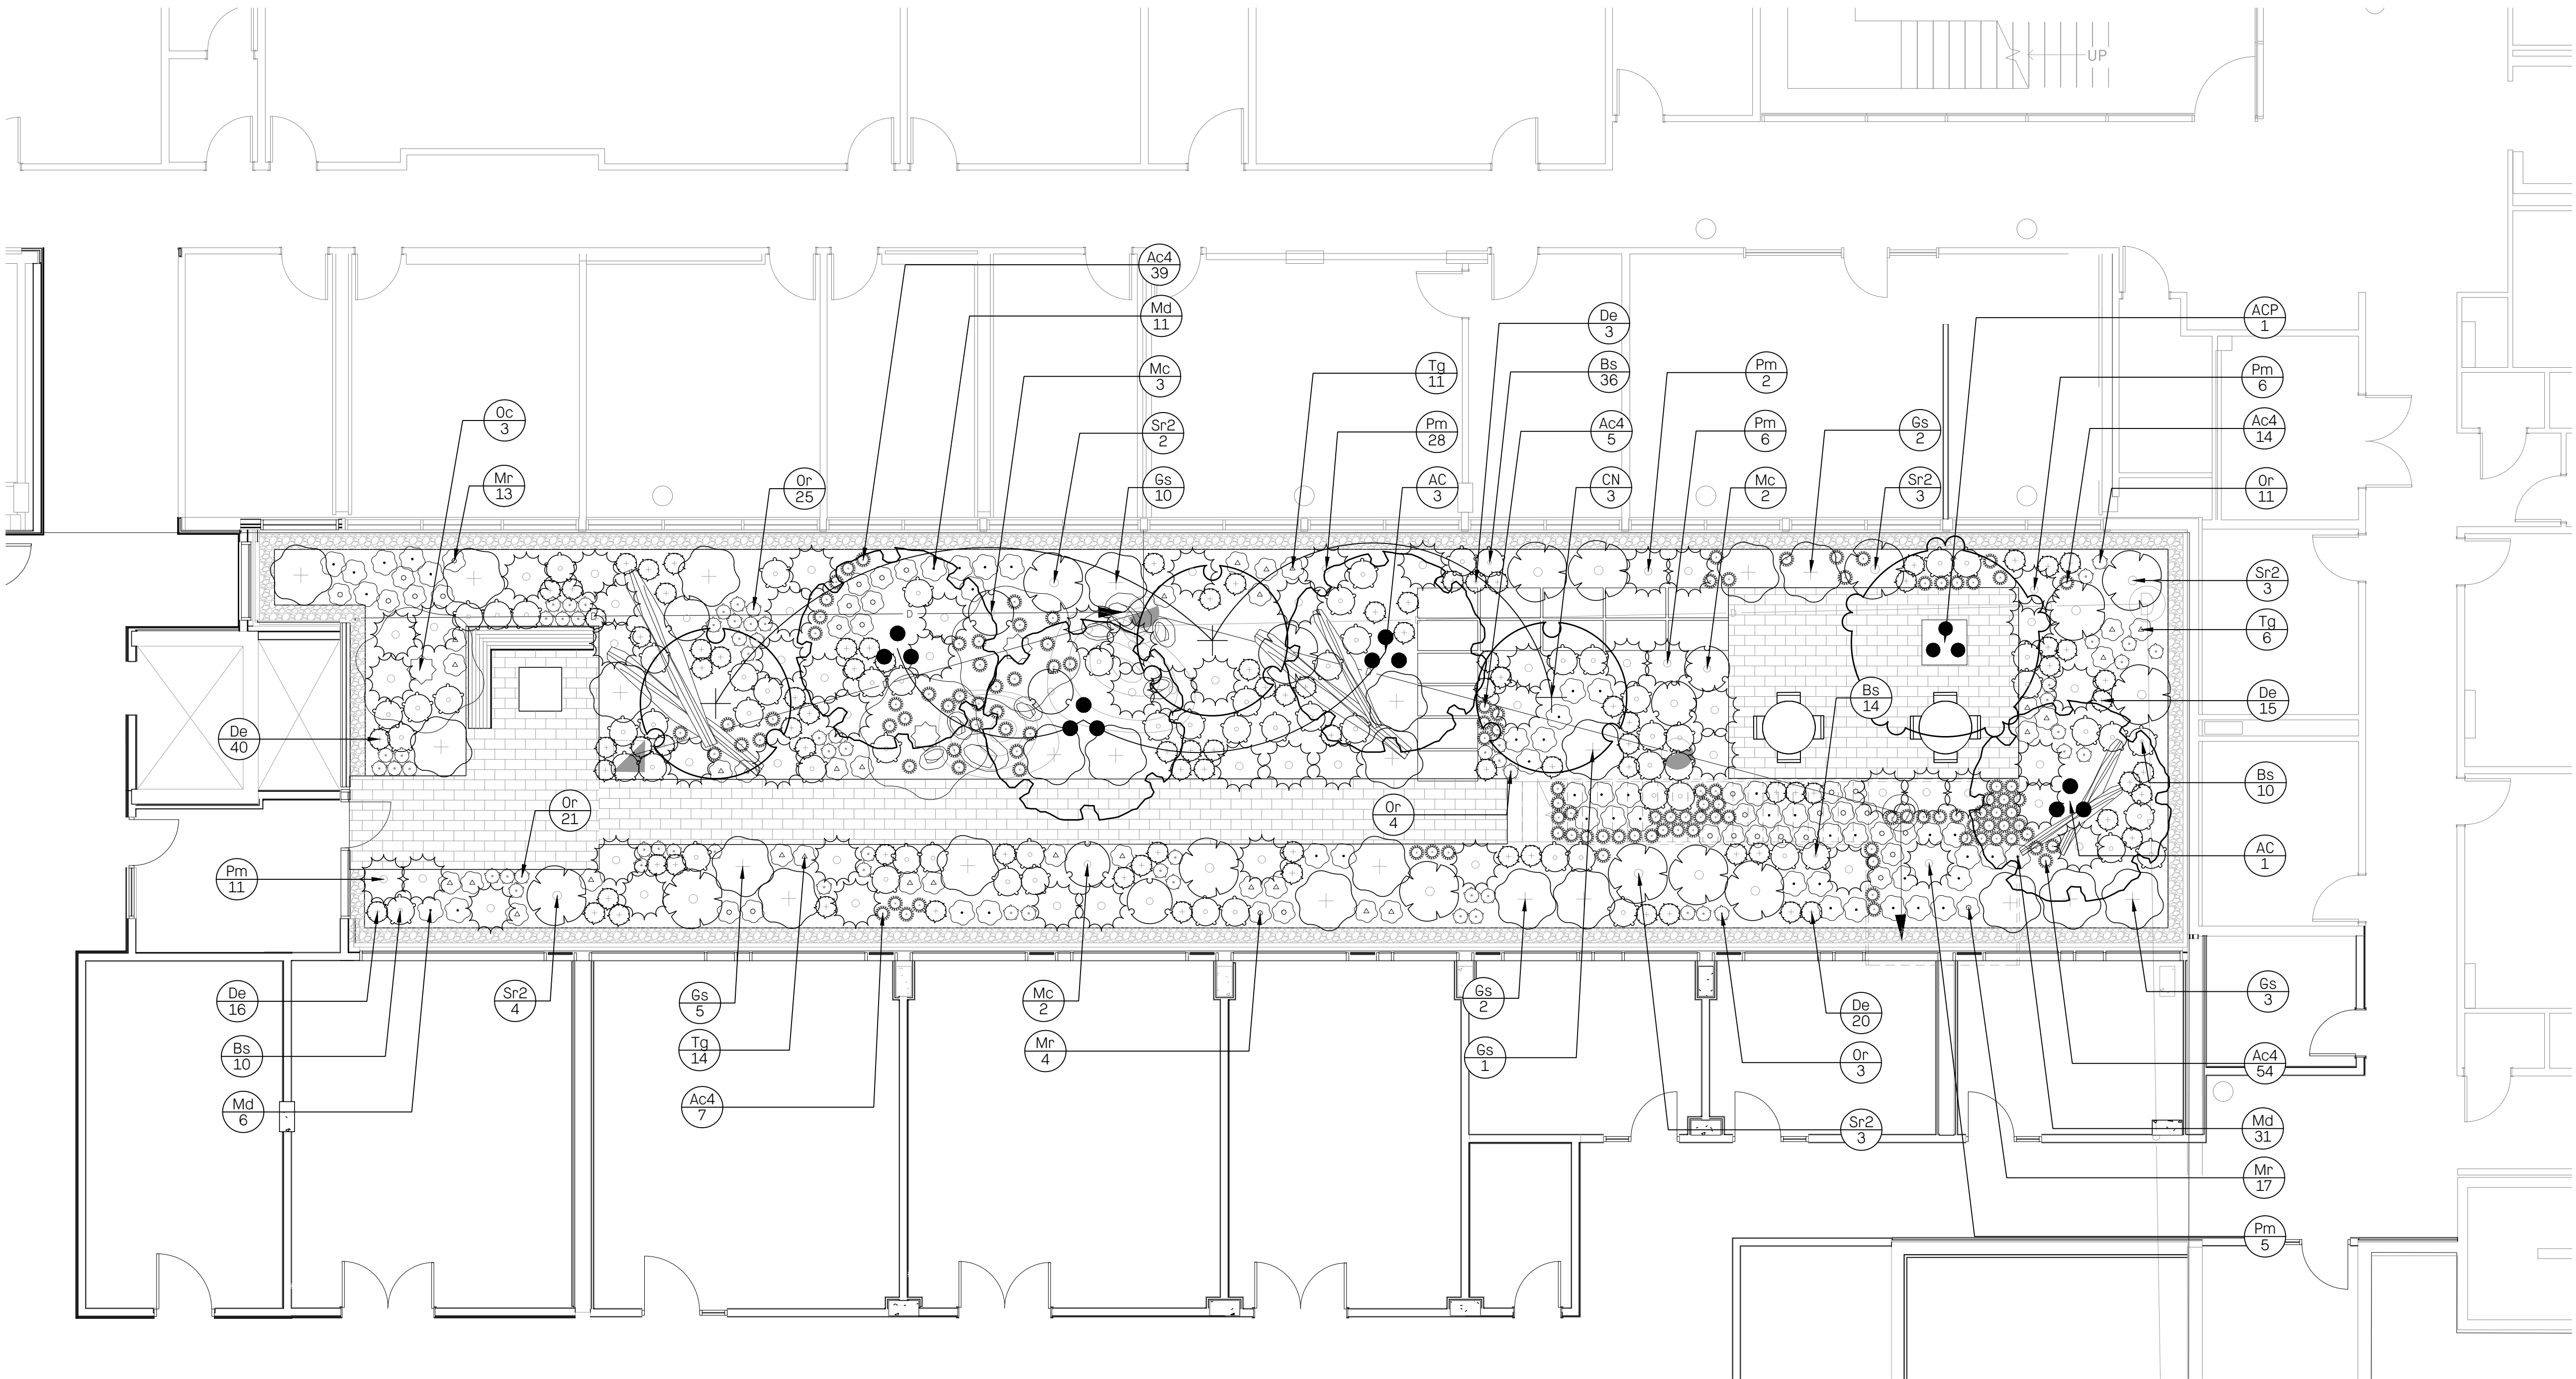 UP
Ac4
39
Md
11
Mc
3
Sr2
2
Gs
10
Oc
3
Mr
13
Or
25
Tg
11
Pm
28
AC
3
De
3
Bs
36
Ac4
5
CN
3
Pm
2
Pm
6
Mc
2
Gs
2
Sr2
3
ACP
1
Pm
6
Ac4
14
Or
11
Sr2
3
Tg
6
De
15
Bs
10
AC
1
D
De
40
Bs
14
Or
21
Or
4
Pm
11
De
16
Bs
10
Md
6
Sr2
4
Gs
5
Tg
14
Ac4
7
Mc
2
Mr
4
Gs
2
Gs
1
De
20
Or
3
Sr2
3
Gs
3
Ac4
54
Md
31
Mr
17
Pm
5